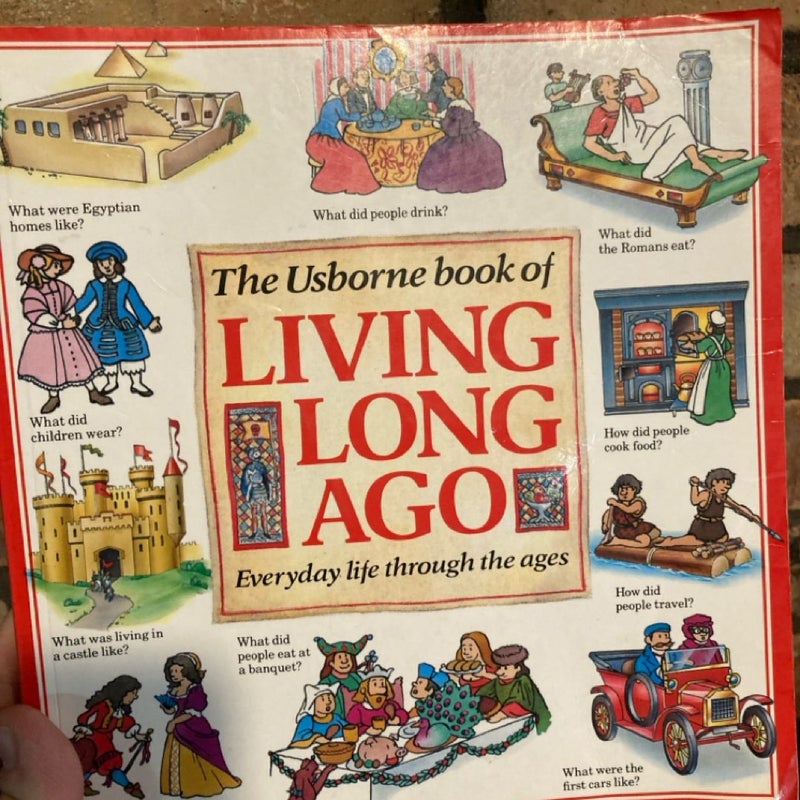 What were Egyptian
homes like?
What did people drink?
What did
the Romans eat?
The Usborne book of
LIVING
LONG
AGO
Everyday life through the ages
What did
children wear?
How did people
cook food?
How did
people travel?
What was living in
a castle like?
What did
people eat at
a banquet?
What were the
first cars like?